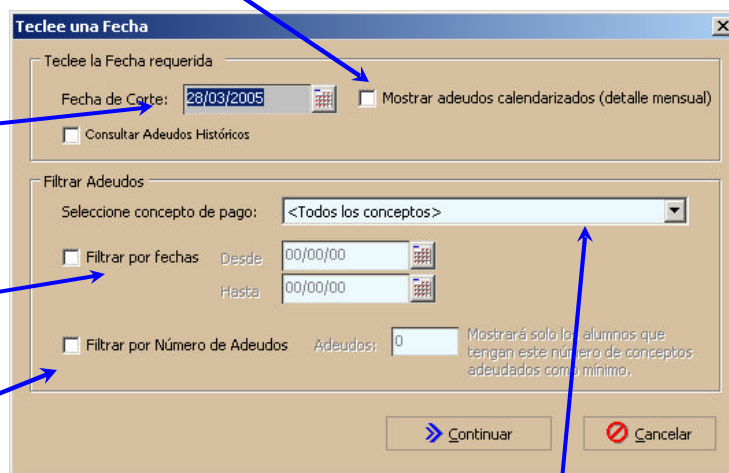 Teclee una Fecha
Teclee la Fecha requerida
Fecha de Corte: 28/03/2005 Mostrar adeudos calendarizados (detalle mensual)
Consultar Adeudos Históricos
Filtrar Adeudos
Seleccione concepto de pago: <Todos los conceptos>
Filtrar por fechas Desde 00/00/00
Hasta 00/00/00
Filtrar por Número de Adeudos Adeudos: 0 Mostrará solo los alumnos que
tengan este número de conceptos
adeudados como mínimo.
Continuar Cancelar